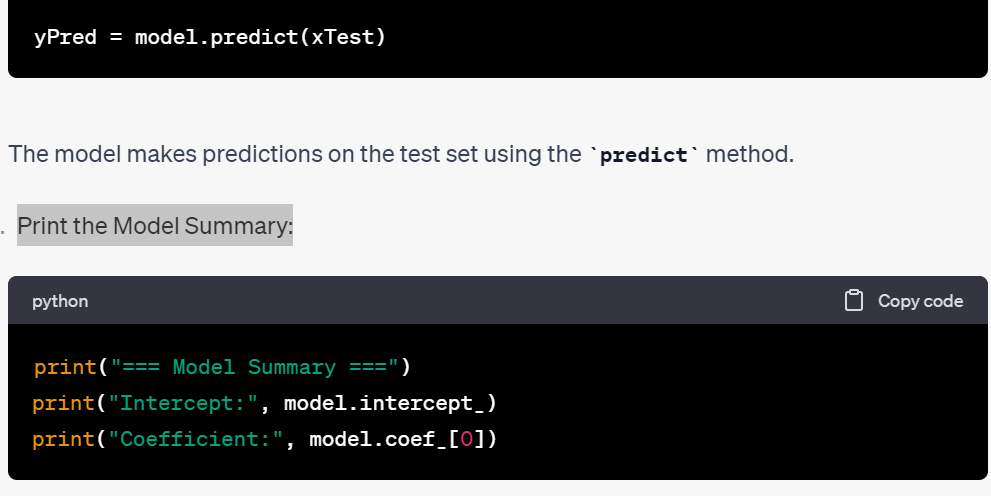 yPred = model.predict(xTest)
The model makes predictions on the test set using the `predict` method.
. Print the Model Summary:
python
Copy code
print("=== Model Summary ===")
print("Intercept:", model.intercept_)
print("Coefficient:", model.coef_[0])